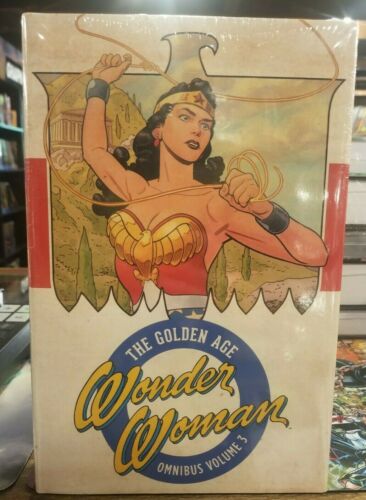 THE GOLDEN AGE
Wonder
Woman
OMNIBUS VOLUME 3